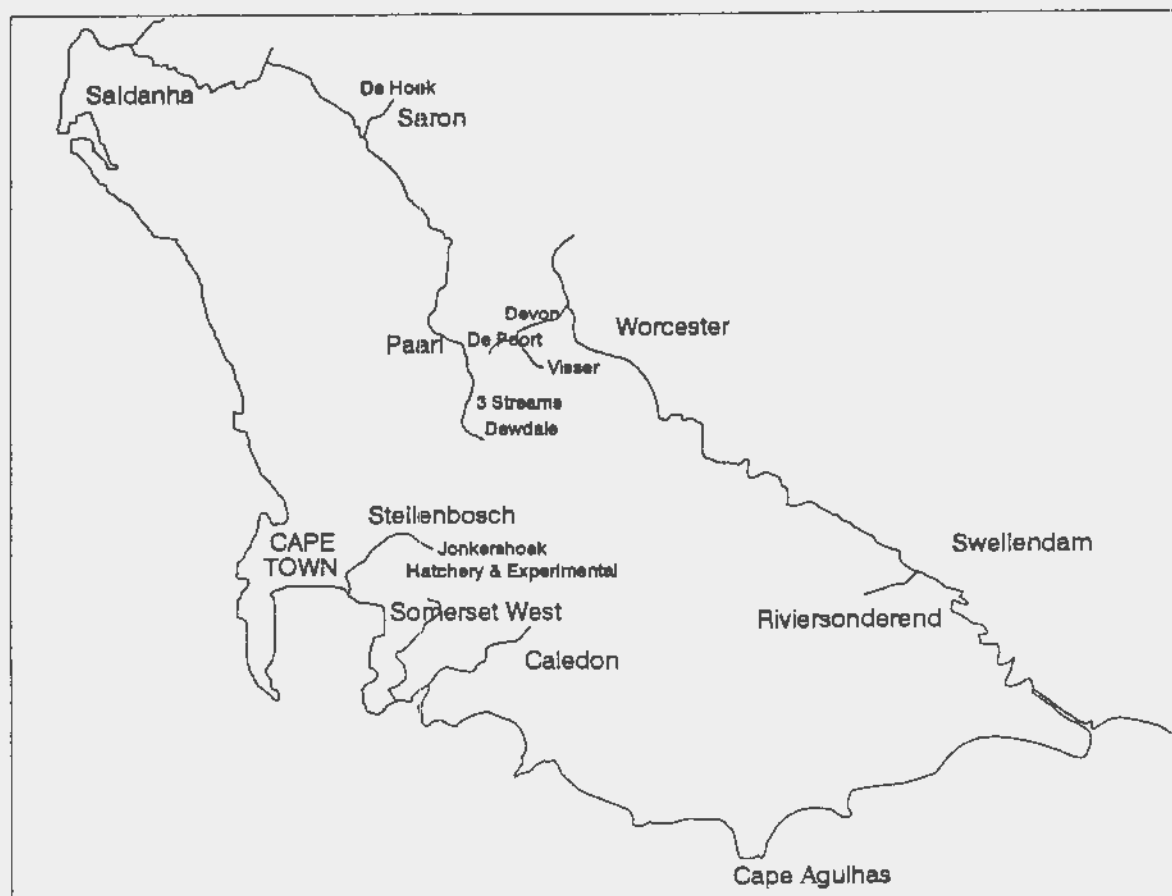 De Hoek
Saldanha
Saron
Devon
Worcester
Paarl
De Poort
Visser
3 Streams
Dewdale
Stellenbosch
CAPE
TOWN
Jonkershoek
Hatchery & Experimental
Swellendam
Somerset West
Riviersonderend
Caledon
Cape Agulhas